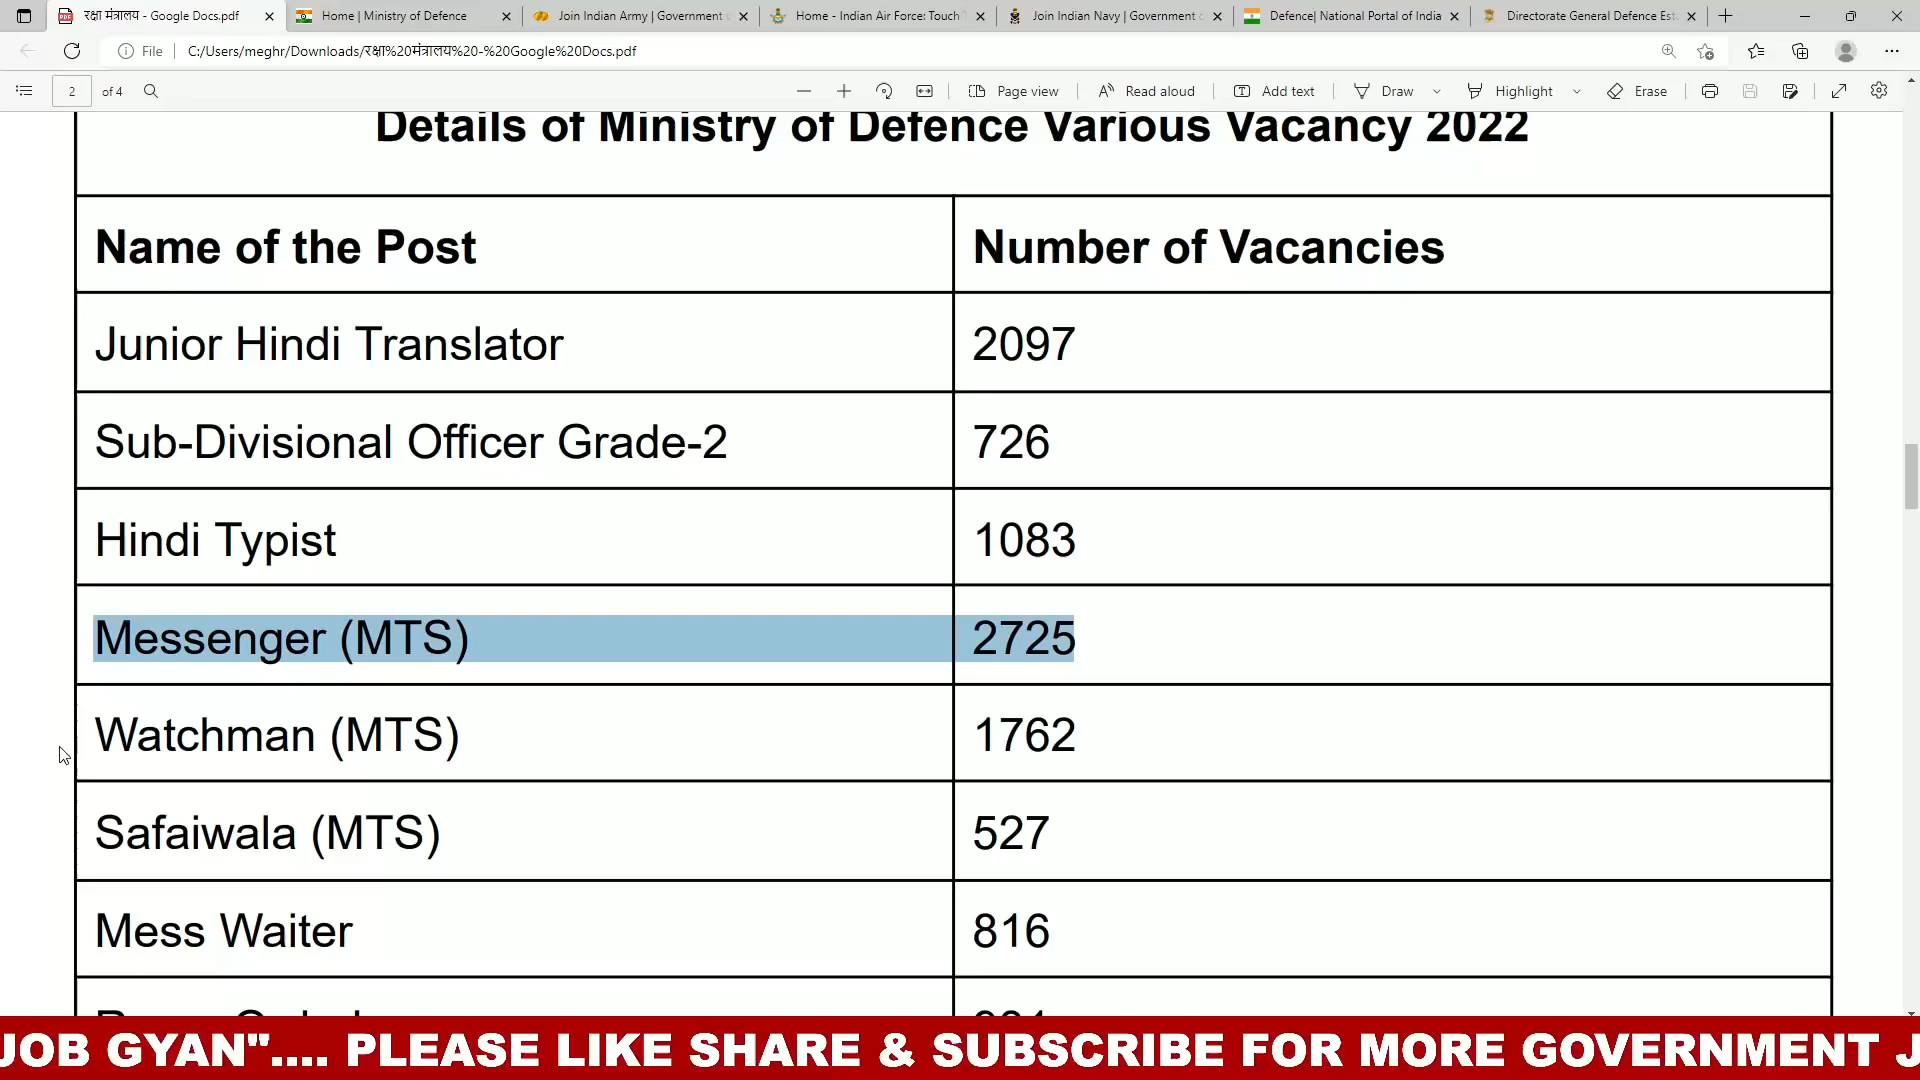 रक्षा मंत्रालय - Google Docs.pdf
Home | Ministry of Defence
Join Indian Army | Government
Home - Indian Air Force: Touch
Join Indian Navy | Government
Defence| National Portal of India
Directorate General Defence Est
File
C:/Users/meghr/Downloads/रक्षा%20मंत्रालय%20-%20Google%20Docs.pdf
2 of 4
Page view
Read aloud
Add text
Draw
Highlight
Erase
Details of Ministry of Defence Various Vacancy 2022
Name of the Post Number of Vacancies
Junior Hindi Translator 2097
Sub-Divisional Officer Grade-2 726
Hindi Typist 1083
Messenger (MTS) 2725
Watchman (MTS) 1762
Safaiwala (MTS) 527
Mess Waiter 816
JOB GYAN".... PLEASE LIKE SHARE & SUBSCRIBE FOR MORE GOVERNMENT J